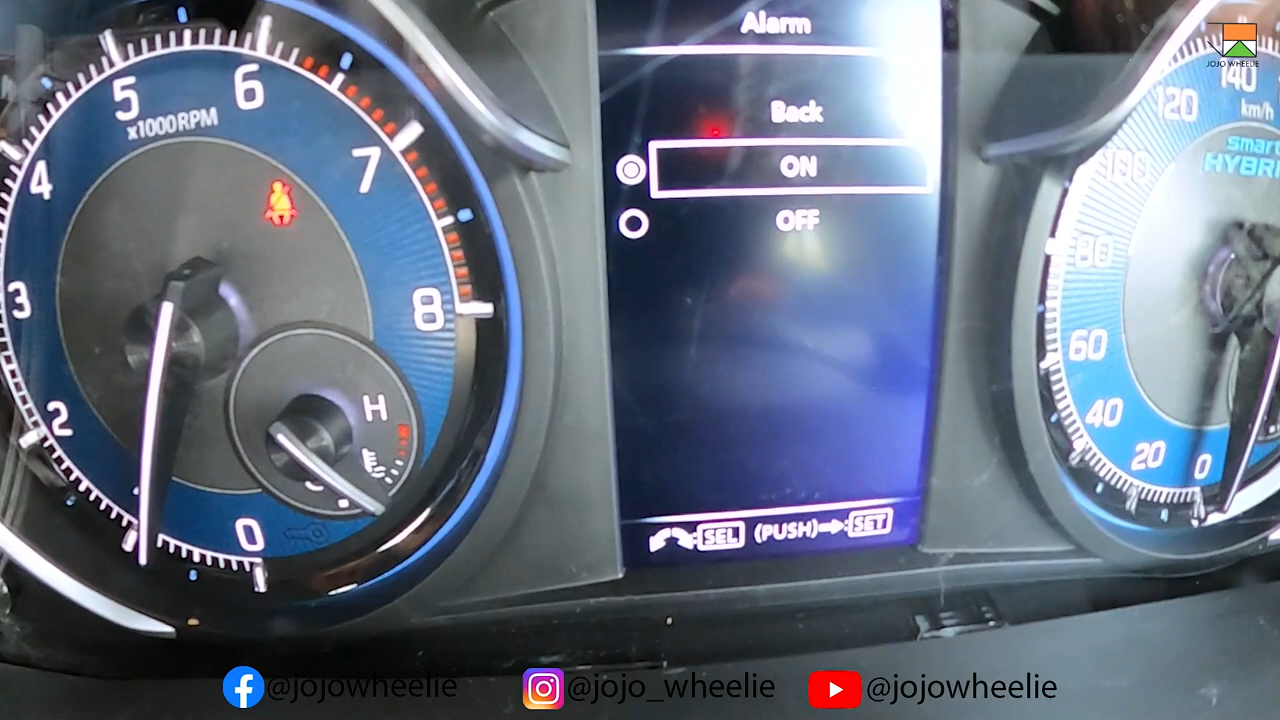 Alarm
Back
ON
OFF
SEL (PUSH) SET
0
2
3
4
5
6
7
8
x1000RPM
H
0
20
40
60
80
100
120
140
km/h
smart
HYBRI
JOJO WHEELIE
@jojowheelie
@jojo_wheelie
@jojowheelie